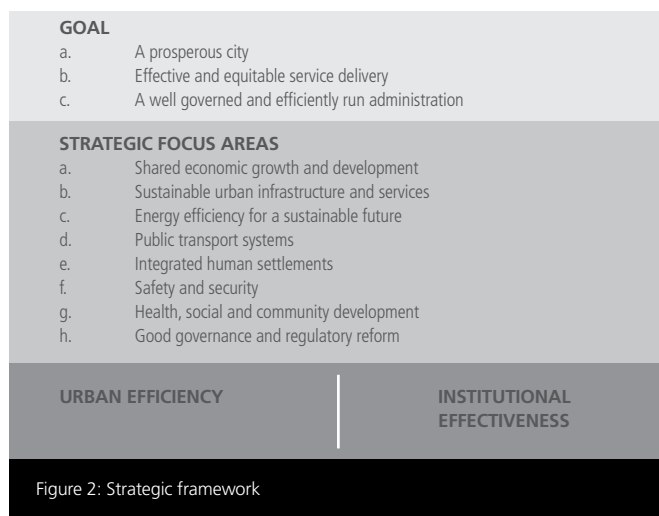 GOAL
a. A prosperous city
b. Effective and equitable service delivery
c. A well governed and efficiently run administration
STRATEGIC FOCUS AREAS
a. Shared economic growth and development
b. Sustainable urban infrastructure and services
c. Energy efficiency for a sustainable future
d. Public transport systems
e. Integrated human settlements
f. Safety and security
g. Health, social and community development
h. Good governance and regulatory reform
URBAN EFFICIENCY
INSTITUTIONAL
EFFECTIVENESS
Figure 2: Strategic framework